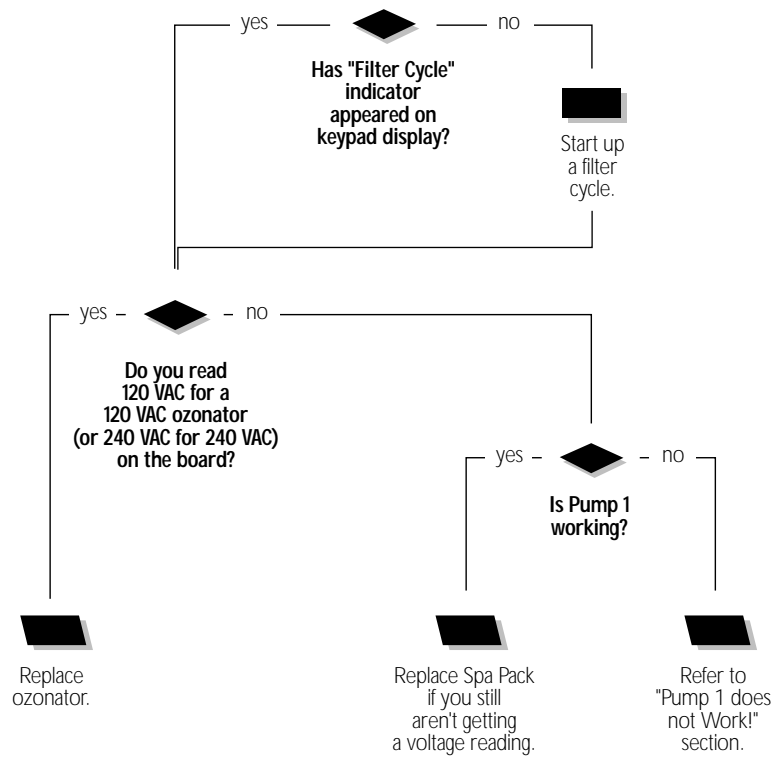 yes
no
Has "Filter Cycle"
indicator
appeared on
keypad display?
Start up
a filter
cycle.
yes
no
Do you read
120 VAC for a
120 VAC ozonator
(or 240 VAC for 240 VAC)
on the board?
yes
no
Is Pump 1
working?
Replace
ozonator.
Replace Spa Pack
if you still
aren't getting
a voltage reading.
Refer to
"Pump 1 does
not Work!"
section.